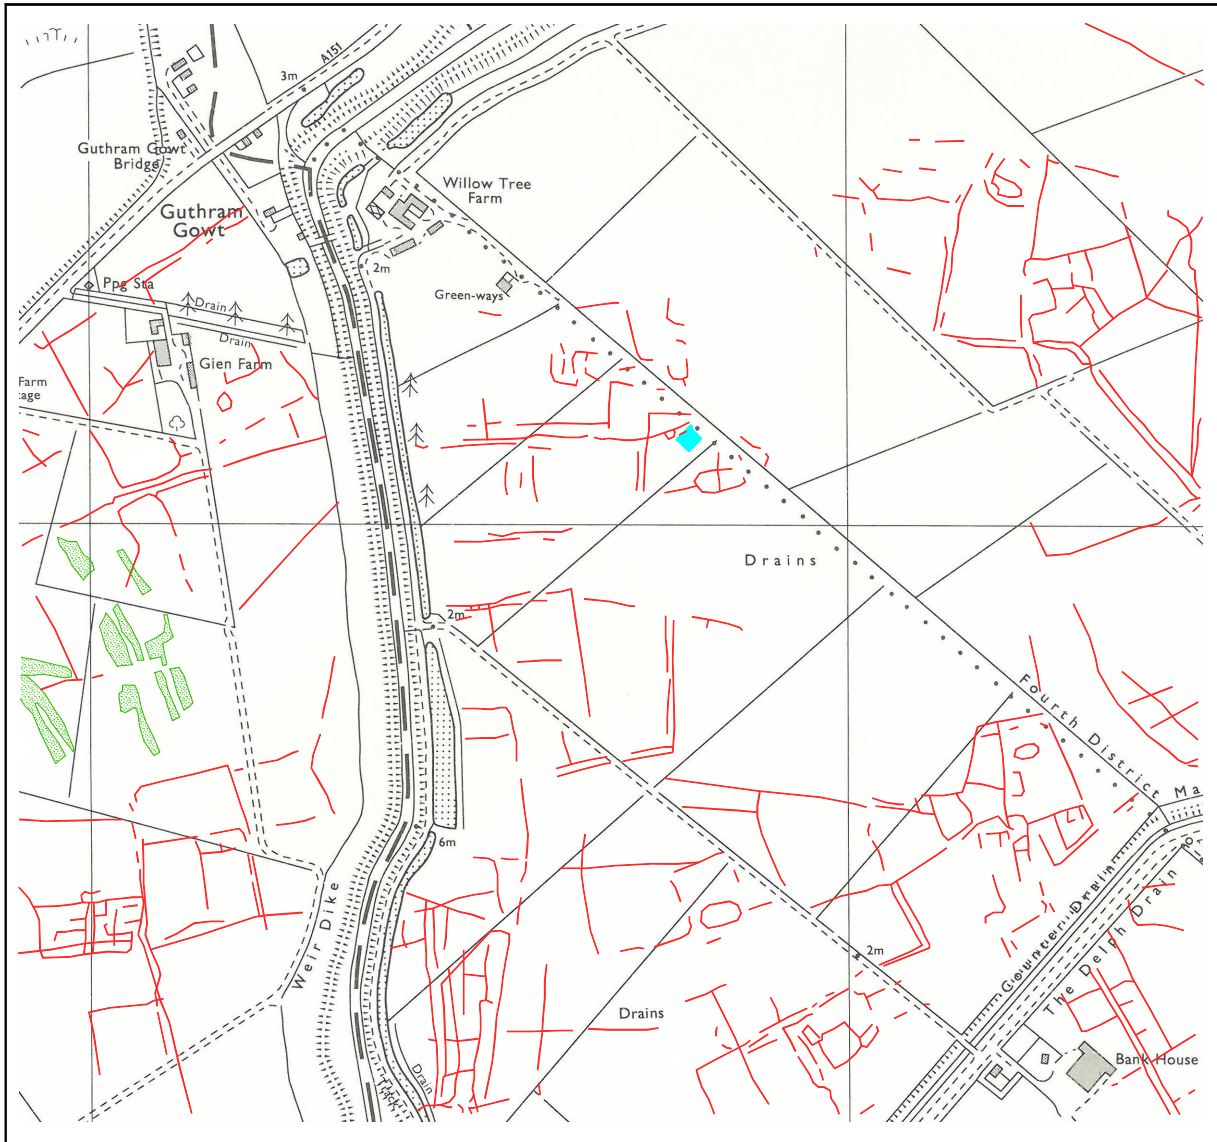 A151
3m
Guthram Gowt
Bridge
Willow Tree
Farm
Guthram
Gowt
2m
Ppg Sta
Green-ways
Drain
Drain
Glen Farm
Farm
tage
Drains
2m
Fourth District
Ma
6m
Weir Dike
Counter Drain
The Delph Drain
2m
Drains
Bank House
Drain
Track